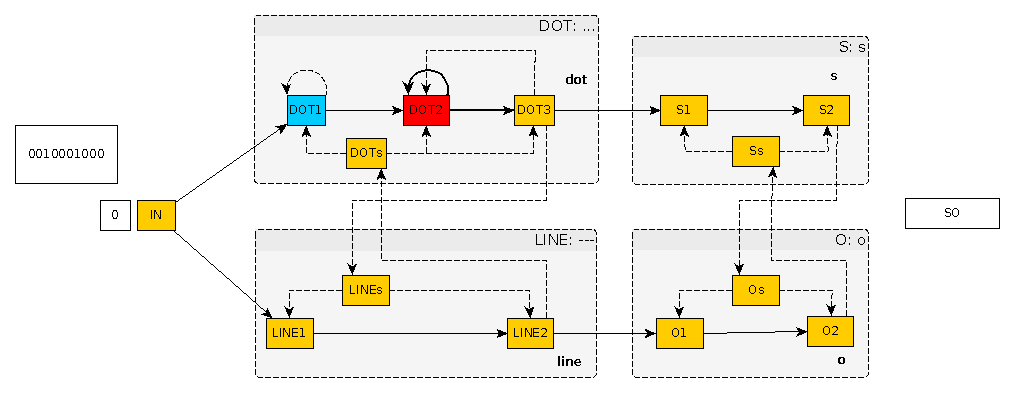 DOT: ...
S: s
dot
s
DOT1
DOT2
DOT3
S1
S2
0010001000
DOTs
Ss
0
IN
SO
LINE: ---
O: o
LINEs
Os
LINE1
LINE2
O1
O2
line
o